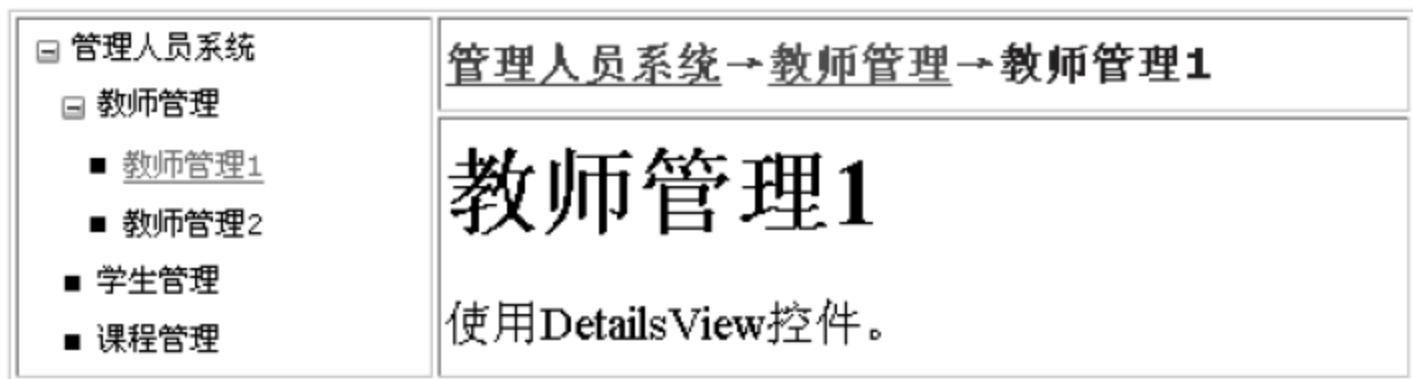 管理人员系统
教师管理
教师管理1
教师管理2
学生管理
课程管理
管理人员系统→教师管理→教师管理1
教师管理1
使用DetailsView控件。